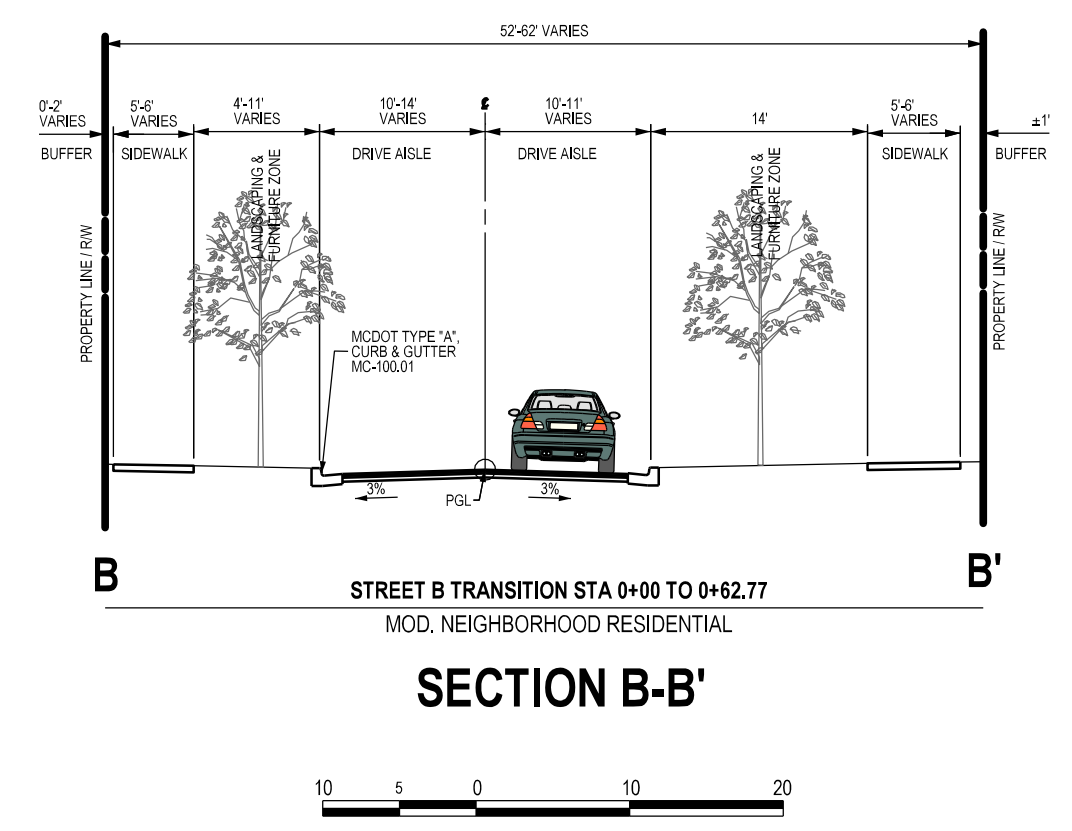 52'-62' VARIES
0'-2'
VARIES
BUFFER
5'-6'
VARIES
SIDEWALK
4'-11'
VARIES
LANDSCAPING &
FURNITURE ZONE
10'-14'
VARIES
DRIVE AISLE
℄
10'-11'
VARIES
DRIVE AISLE
14'
LANDSCAPING &
FURNITURE ZONE
5'-6'
VARIES
SIDEWALK
±1'
BUFFER
PROPERTY LINE / R/W
PROPERTY LINE / R/W
MCDOT TYPE "A",
CURB & GUTTER
MC-100.01
3%
PGL
3%
B
B'
STREET B TRANSITION STA 0+00 TO 0+62.77
MOD. NEIGHBORHOOD RESIDENTIAL
SECTION B-B'
10 5 0 10 20